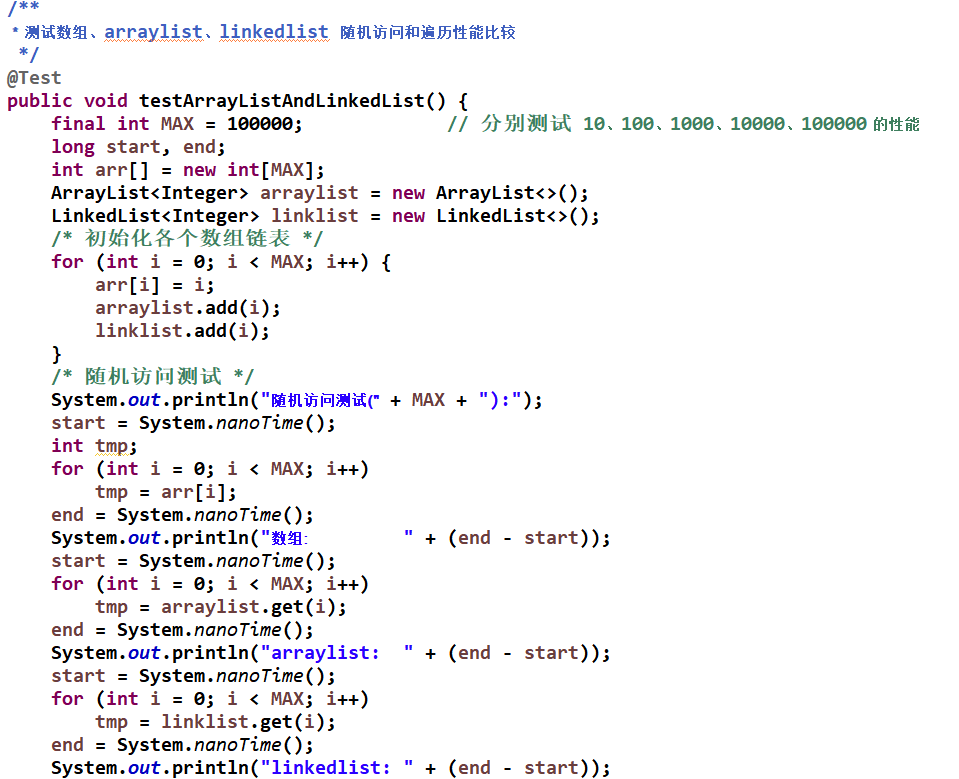 /**
 * 测试数组、arraylist、linkedlist 随机访问和遍历性能比较
 */
@Test
public void testArrayListAndLinkedList() {
    final int MAX = 100000;             // 分别测试 10、100、1000、10000、100000 的性能
    long start, end;
    int arr[] = new int[MAX];
    ArrayList<Integer> arraylist = new ArrayList<>();
    LinkedList<Integer> linklist = new LinkedList<>();
    /* 初始化各个数组链表 */
    for (int i = 0; i < MAX; i++) {
        arr[i] = i;
        arraylist.add(i);
        linklist.add(i);
    }
    /* 随机访问测试 */
    System.out.println("随机访问测试(" + MAX + "):");
    start = System.nanoTime();
    int tmp;
    for (int i = 0; i < MAX; i++)
        tmp = arr[i];
    end = System.nanoTime();
    System.out.println("数组:         " + (end - start));
    start = System.nanoTime();
    for (int i = 0; i < MAX; i++)
        tmp = arraylist.get(i);
    end = System.nanoTime();
    System.out.println("arraylist:  " + (end - start));
    start = System.nanoTime();
    for (int i = 0; i < MAX; i++)
        tmp = linklist.get(i);
    end = System.nanoTime();
    System.out.println("linkedlist: " + (end - start));